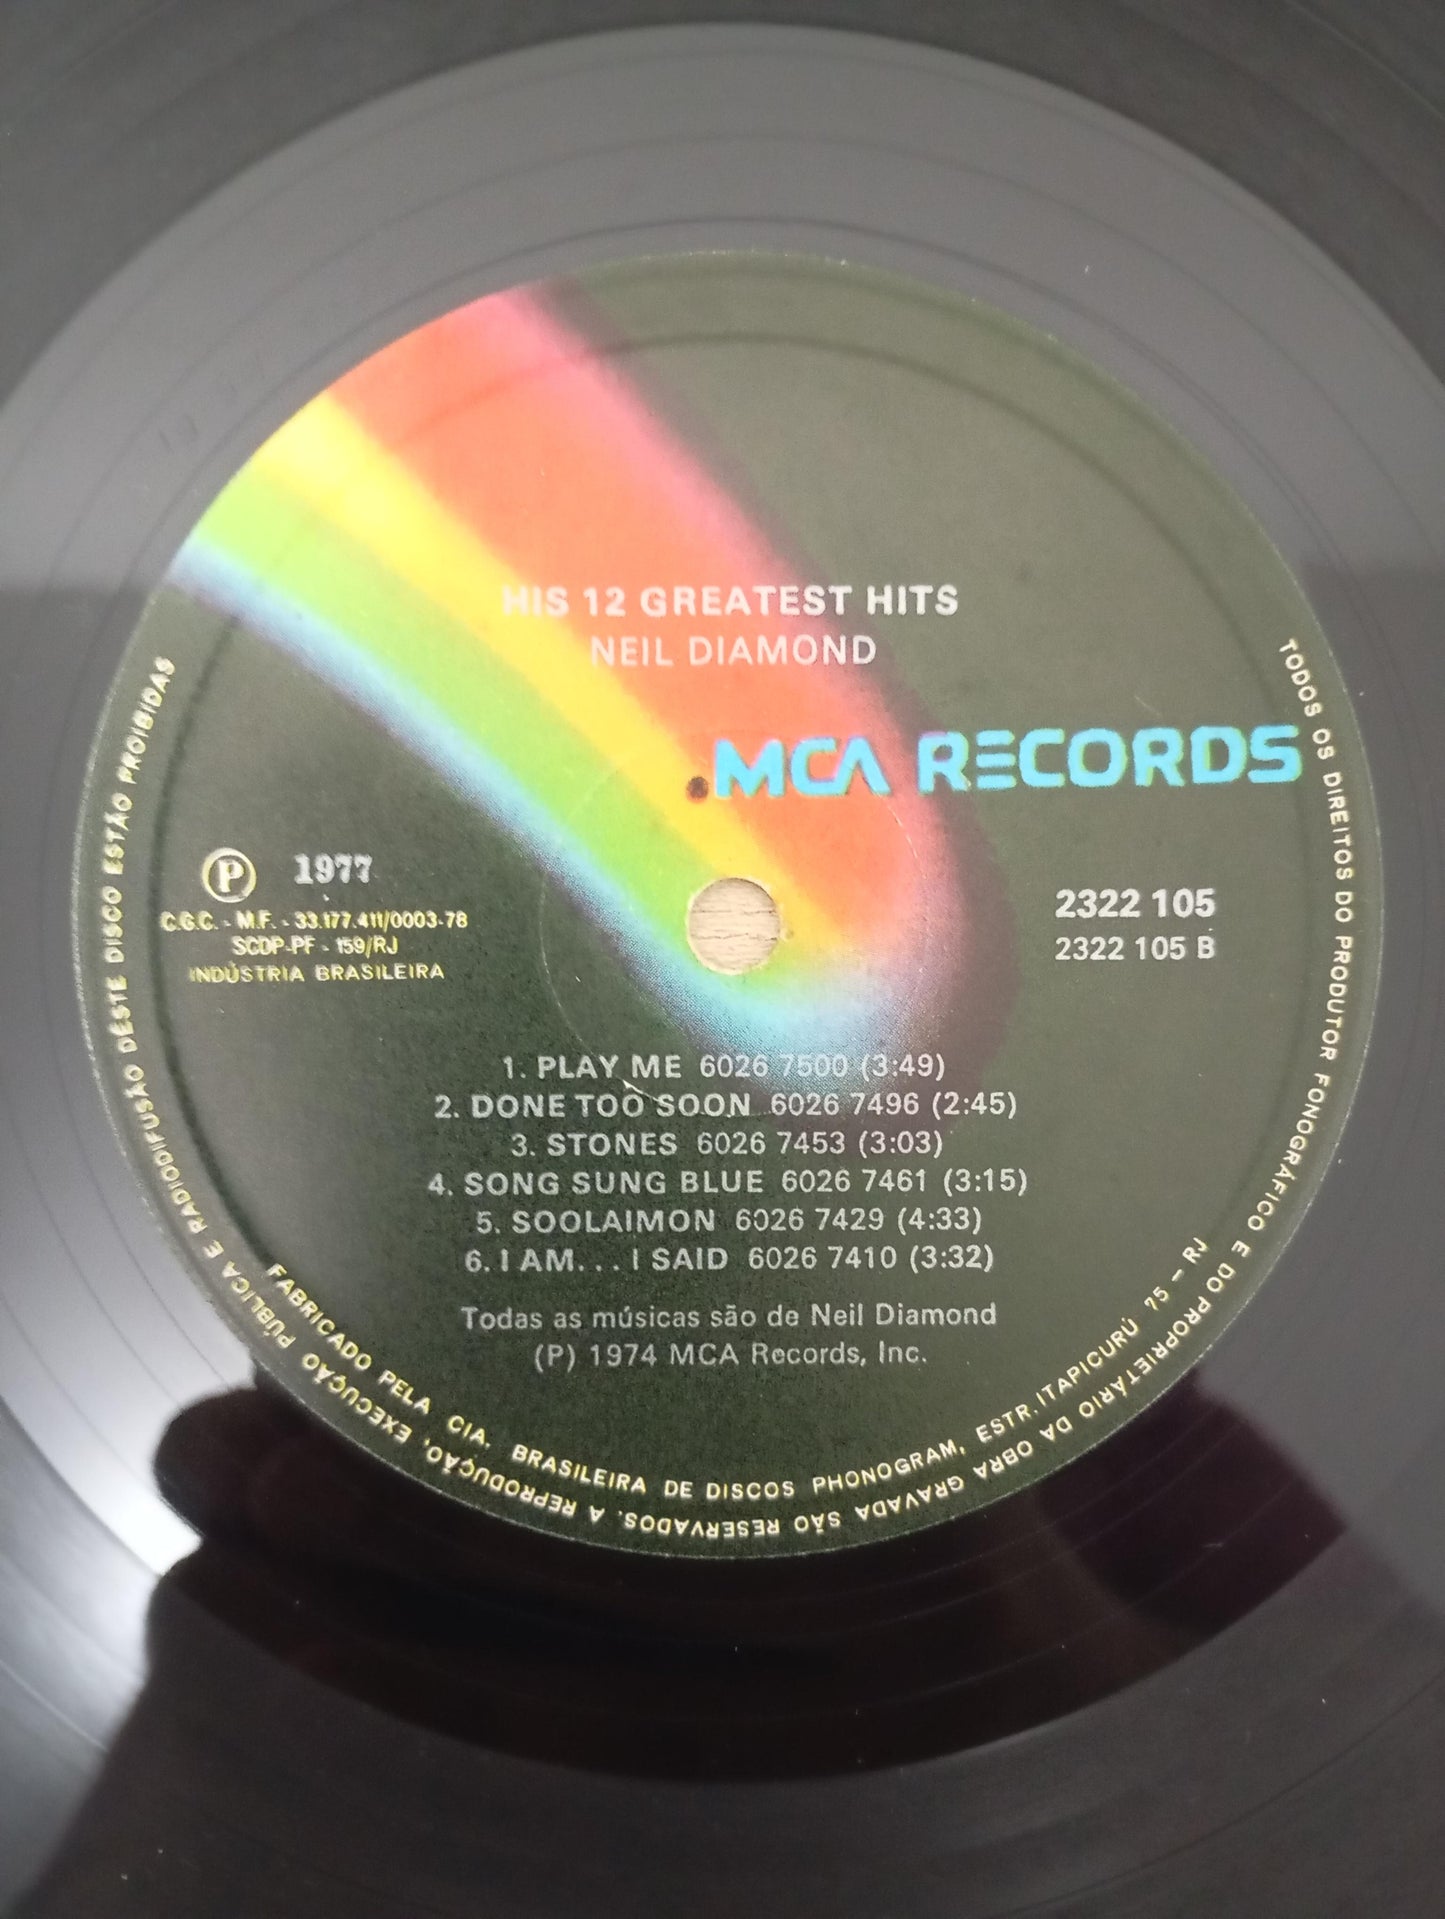 HIS 12 GREATEST HITS
NEIL DIAMOND
MCA RECORDS
P 1977
C.G.C. - M.F. - 33.177.411/0003-78
SCDP-PF - 159/RJ
INDÚSTRIA BRASILEIRA
2322 105
2322 105 B
1. PLAY ME 6026 7500 (3:49)
2. DONE TOO SOON 6026 7496 (2:45)
3. STONES 6026 7453 (3:03)
4. SONG SUNG BLUE 6026 7461 (3:15)
5. SOOLAIMON 6026 7429 (4:33)
6. I AM... I SAID 6026 7410 (3:32)
Todas as músicas são de Neil Diamond
(P) 1974 MCA Records, Inc.
FABRICADO PELA CIA. BRASILEIRA DE DISCOS PHONOGRAM, ESTR. ITAPICURÚ 75 – RJ
TODOS OS DIREITOS DO PRODUTOR FONOGRÁFICO E DO PROPRIETÁRIO DA OBRA GRAVADA SÃO RESERVADOS. A REPRODUÇÃO, EXECUÇÃO PÚBLICA E RADIODIFUSÃO DÊSTE DISCO ESTÃO PROIBIDAS